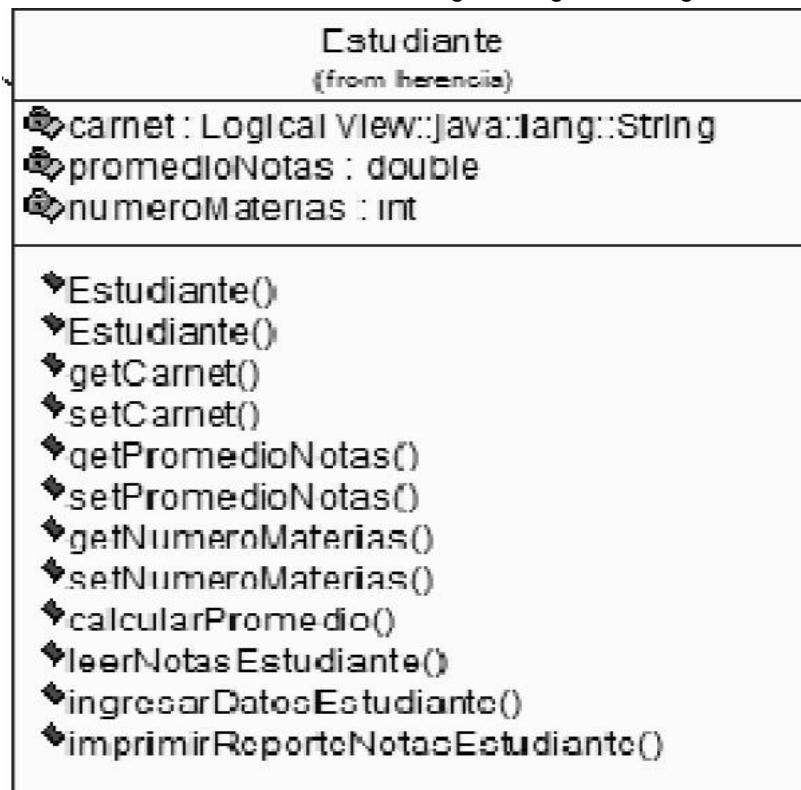 Estudiante
(from herencia)
carnet : Logical View::java::lang::String
promedioNotas : double
numeroMaterias : int
Estudiante()
Estudiante()
getCarnet()
setCarnet()
getPromedioNotas()
setPromedioNotas()
getNumeroMaterias()
setNumeroMaterias()
calcularPromedio()
leerNotasEstudiante()
ingresarDatosEstudiante()
imprimirReporteNotasEstudiante()